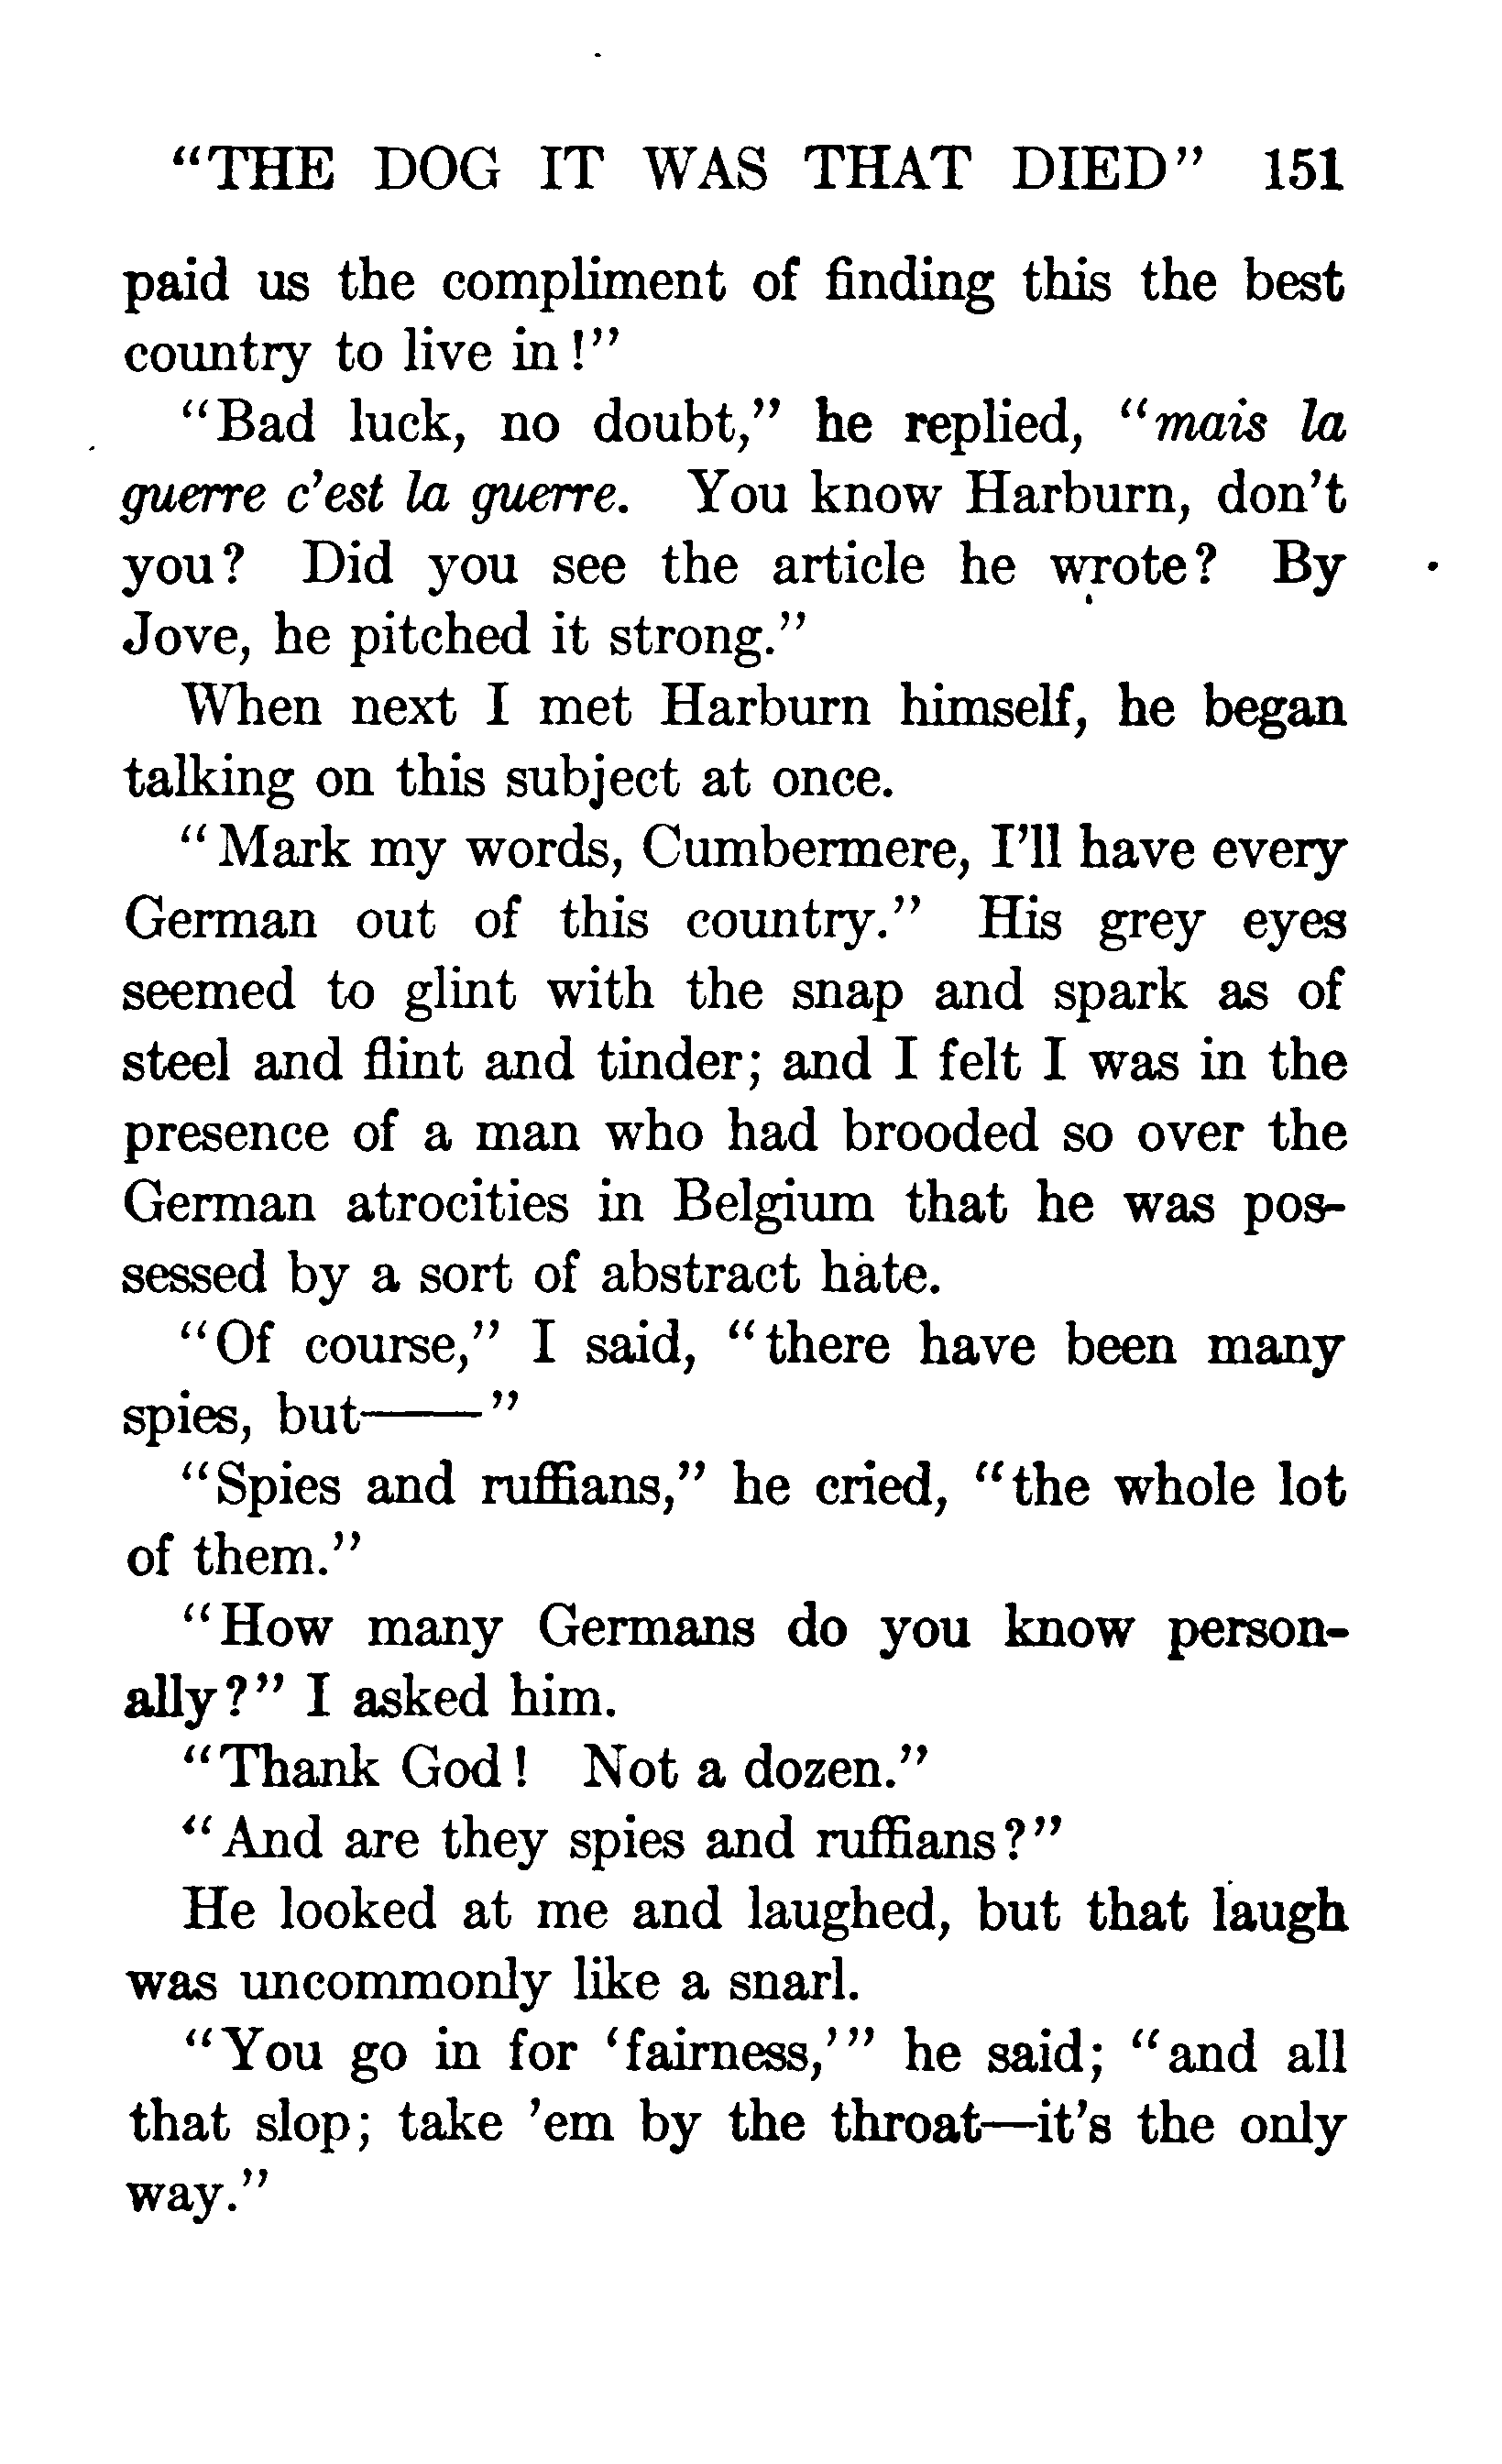 "THE DOG IT WAS THAT DIED" 151
paid us the compliment of finding this the best
country to live in!"
"Bad luck, no doubt," he replied, "mais la
guerre c'est la guerre. You know Harburn, don't
you? Did you see the article he wrote? By
Jove, he pitched it strong."
When next I met Harburn himself, he began
talking on this subject at once.
"Mark my words, Cumbermere, I'll have every
German out of this country." His grey eyes
seemed to glint with the snap and spark as of
steel and flint and tinder; and I felt I was in the
presence of a man who had brooded so over the
German atrocities in Belgium that he was pos-
sessed by a sort of abstract hate.
"Of course," I said, "there have been many
spies, but——"
"Spies and ruffians," he cried, "the whole lot
of them."
"How many Germans do you know person-
ally?" I asked him.
"Thank God! Not a dozen."
"And are they spies and ruffians?"
He looked at me and laughed, but that laugh
was uncommonly like a snarl.
"You go in for 'fairness,'" he said; "and all
that slop; take 'em by the throat—it's the only
way."